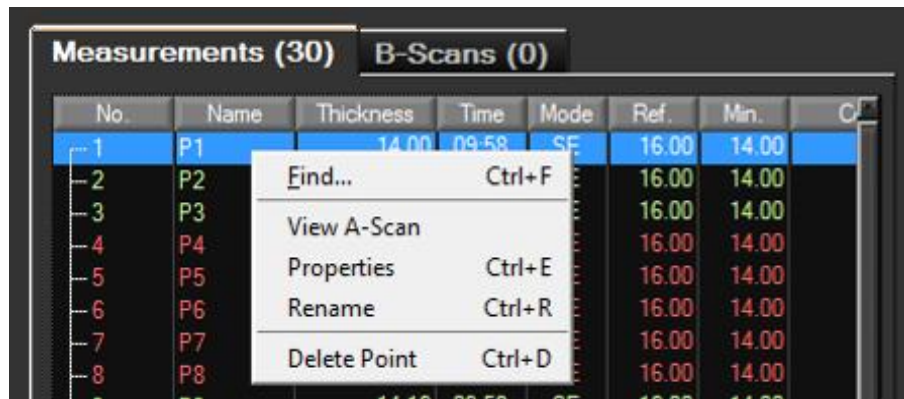 Measurements (30) B-Scans (0)
No. Name Thickness Time Mode Ref. Min.
1 P1 14.00 09:58 SE 16.00 14.00
2 P2 Find... Ctrl+F E 16.00 14.00
3 P3 E 16.00 14.00
View A-Scan
4 P4 E 16.00 14.00
5 P5 Properties Ctrl+E E 16.00 14.00
6 P6 Rename Ctrl+R E 16.00 14.00
7 P7 E 16.00 14.00
Delete Point Ctrl+D
8 P8 E 16.00 14.00